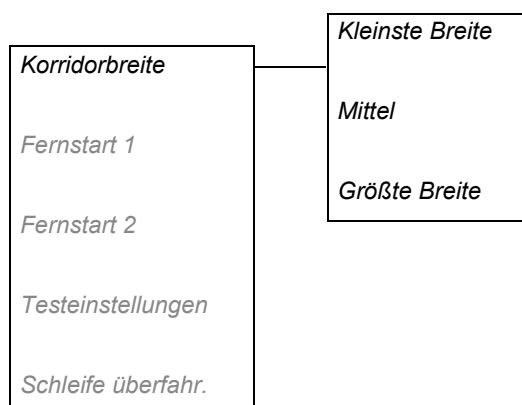 Korridorbreite
Fernstart 1
Fernstart 2
Testeinstellungen
Schleife überfahr.
Kleinste Breite
Mittel
Größte Breite